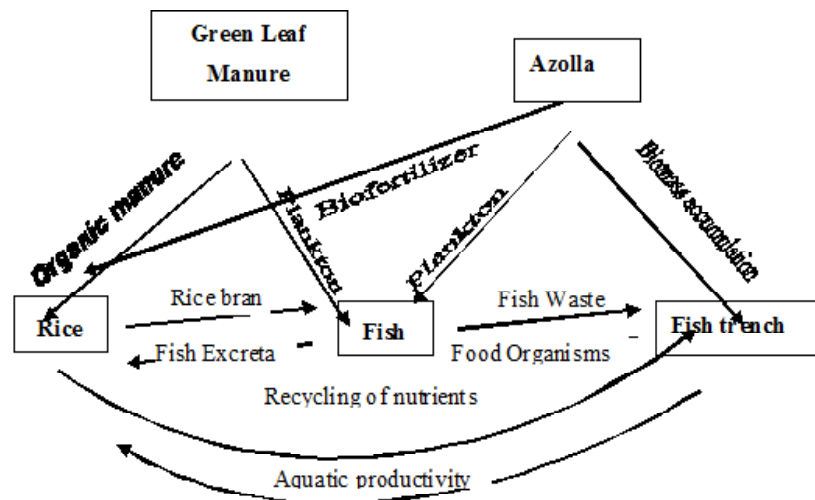 Green Leaf
Manure
Azolla
Organic manure
Plankton
Biofertilizer
Plankton
Biomass accumulation
Rice bran
Fish Waste
Rice
Fish
Fish trench
Fish Excreta
Food Organisms
Recycling of nutrients
Aquatic productivity